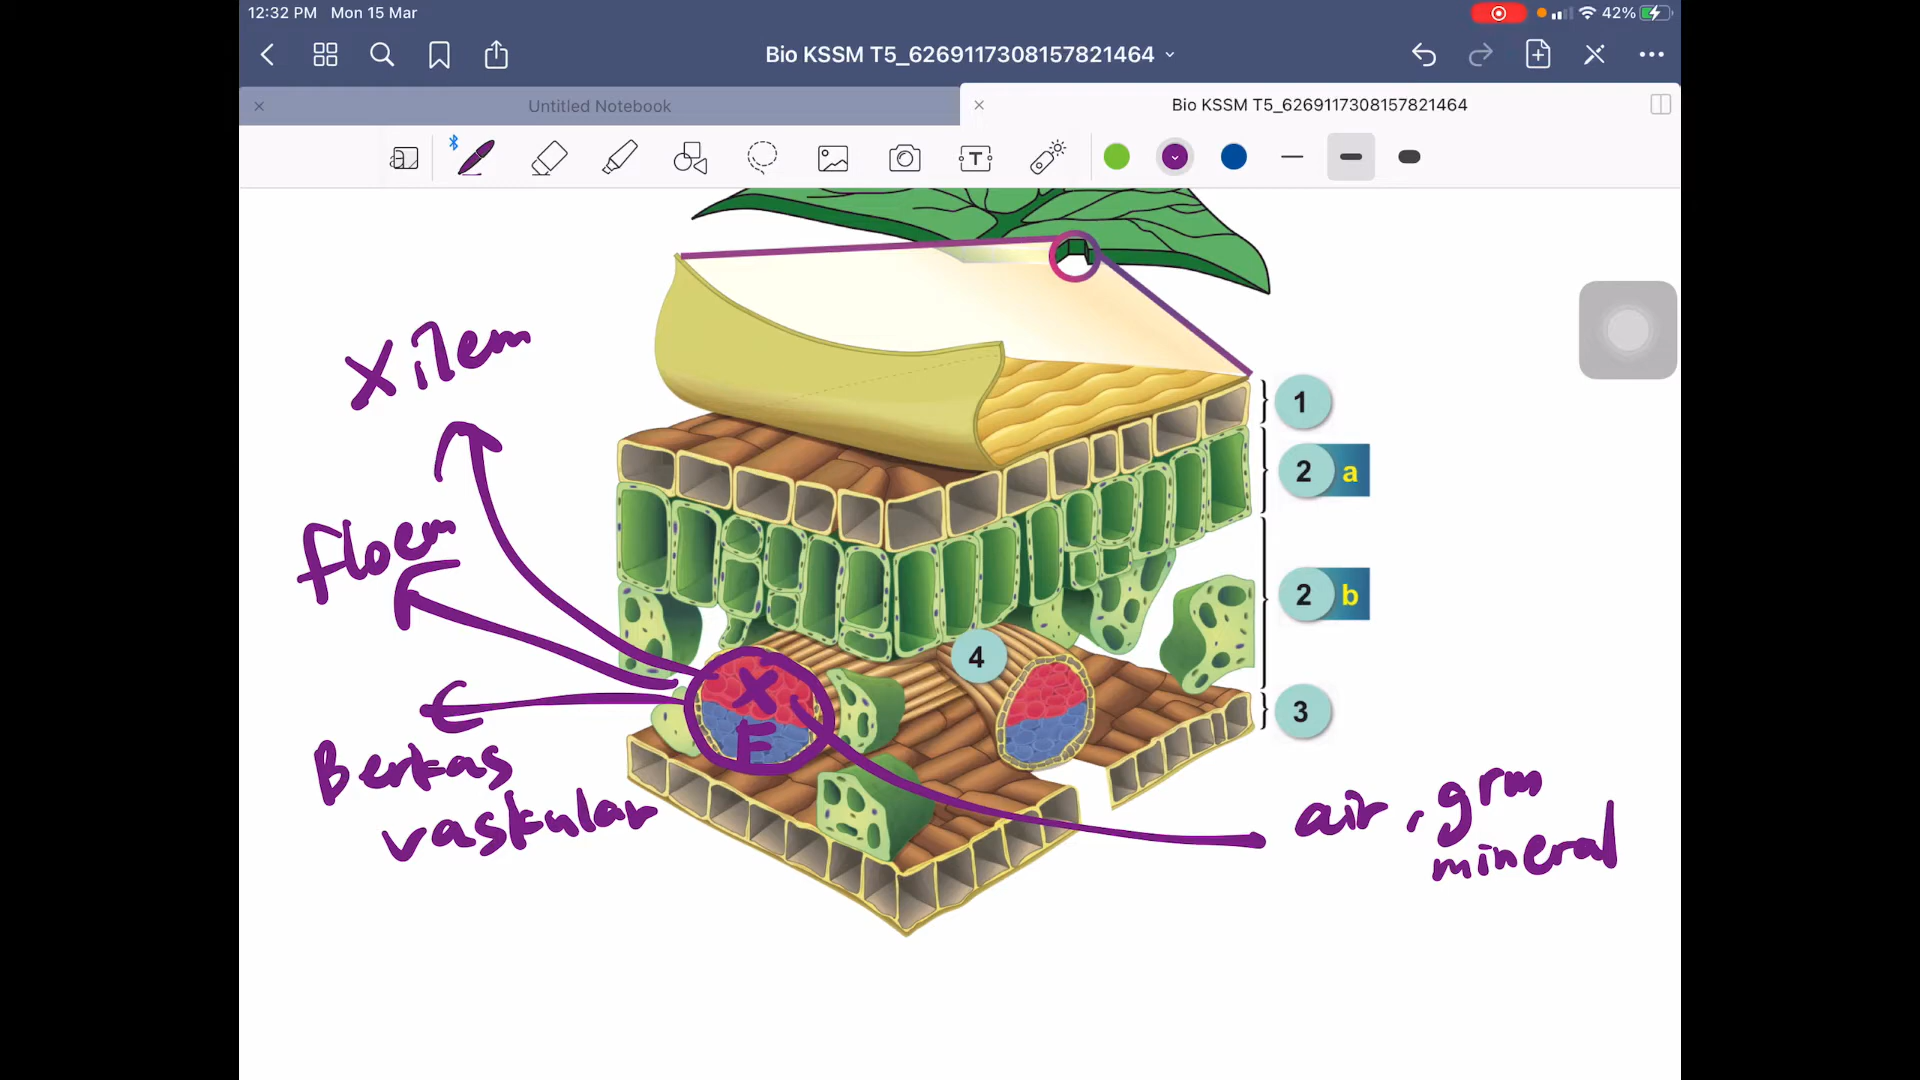 12:32 PM Mon 15 Mar
42%
Bio KSSM T5_6269117308157821464
Untitled Notebook
Bio KSSM T5_6269117308157821464
T
Xilem
1
2 a
floem
2 b
4
X
3
F
Berkas
vaskular
air, grm
mineral